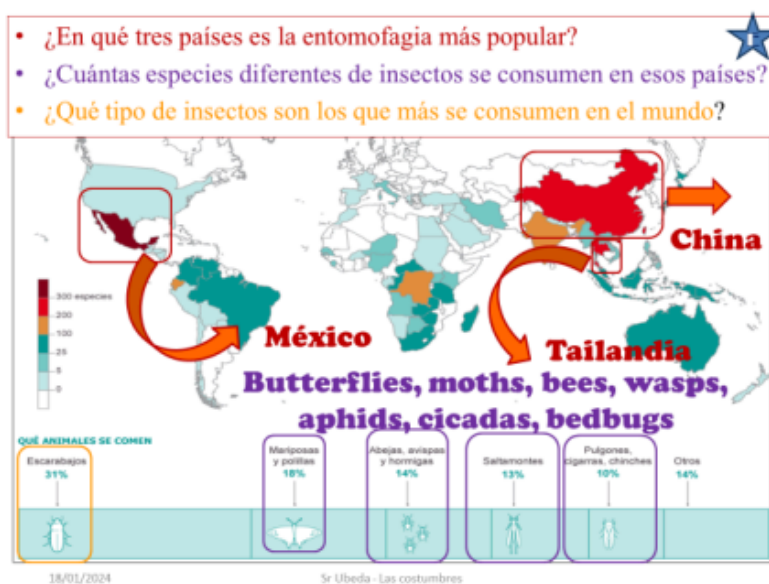 • ¿En qué tres países es la entomofagia más popular?
• ¿Cuántas especies diferentes de insectos se consumen en esos países?
• ¿Qué tipo de insectos son los que más se consumen en el mundo?
China
300 especies
200
100
25
5
0
México
Tailandia
Butterflies, moths, bees, wasps,
aphids, cicadas, bedbugs
QUÉ ANIMALES SE COMEN
Escarabajos
31%
Mariposas
y polillas
18%
Abejas, avispas
y hormigas
14%
Saltamontes
13%
Pulgones,
cigarras, chinches
10%
Otros
14%
18/01/2024
Sr Ubeda - Las costumbres